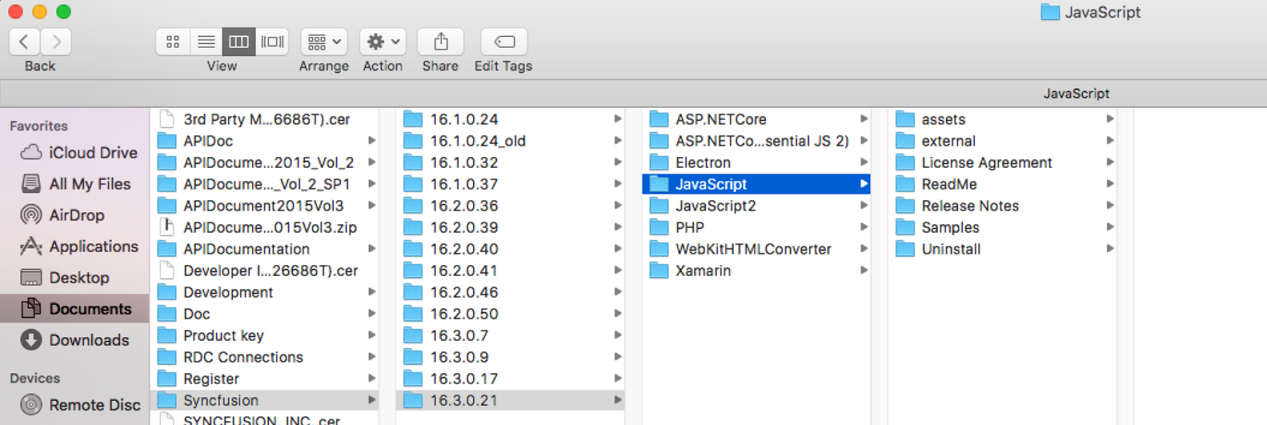 JavaScript
Back
View
Arrange
Action
Share
Edit Tags
JavaScript
Favorites
iCloud Drive
All My Files
AirDrop
Applications
Desktop
Documents
Downloads
Devices
Remote Disc
3rd Party M...6686T).cer
APIDoc
APIDocume...2015_Vol_2
APIDocume..._Vol_2_SP1
APIDocument2015Vol3
APIDocume...015Vol3.zip
APIDocumentation
Developer I...26686T).cer
Development
Doc
Product key
RDC Connections
Register
Syncfusion
SYNCFUSION, INC..cer
16.1.0.24
16.1.0.24_old
16.1.0.32
16.1.0.37
16.2.0.36
16.2.0.39
16.2.0.40
16.2.0.41
16.2.0.46
16.2.0.50
16.3.0.7
16.3.0.9
16.3.0.17
16.3.0.21
ASP.NETCore
ASP.NETCo...sential JS 2)
Electron
JavaScript
JavaScript2
PHP
WebKitHTMLConverter
Xamarin
assets
external
License Agreement
ReadMe
Release Notes
Samples
Uninstall